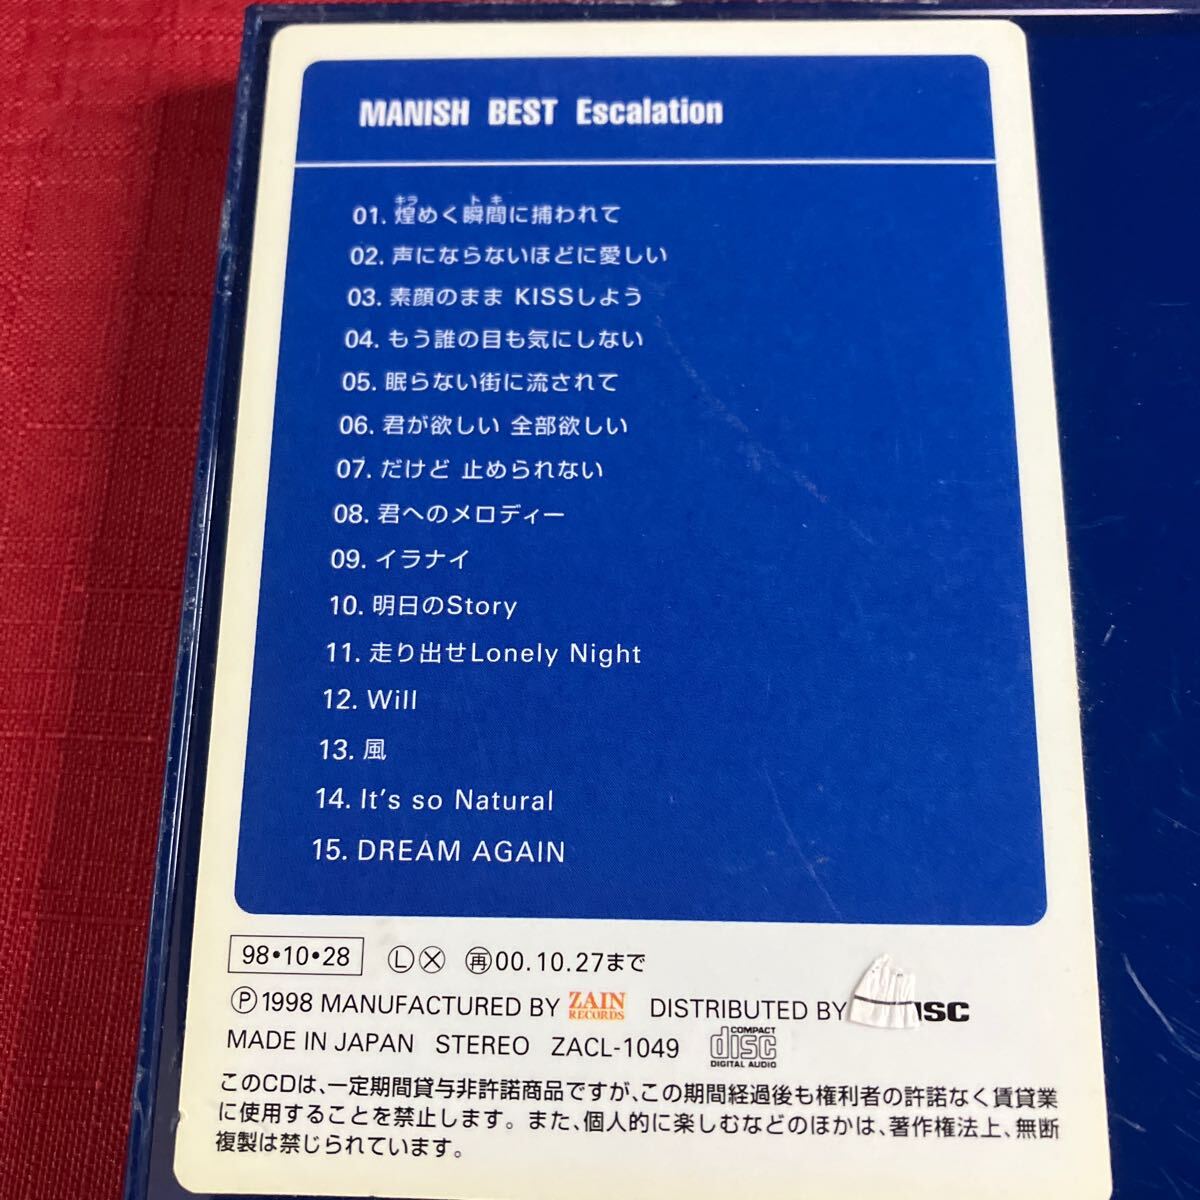 MANISH BEST Escalation
キラ トキ
01. 煌めく瞬間に捕われて
02. 声にならないほどに愛しい
03. 素顔のまま KISSしよう
04. もう誰の目も気にしない
05. 眠らない街に流されて
06. 君が欲しい 全部欲しい
07. だけど 止められない
08. 君へのメロディー
09. イラナイ
10. 明日のStory
11. 走り出せLonely Night
12. Will
13. 風
14. It's so Natural
15. DREAM AGAIN
98•10•28 Ⓛ Ⓧ ㊢00.10.27まで
Ⓟ1998 MANUFACTURED BY ZAIN RECORDS DISTRIBUTED BY
MADE IN JAPAN STEREO ZACL-1049 COMPACT disc DIGITAL AUDIO
このCDは、一定期間貸与非許諾商品ですが、この期間経過後も権利者の許諾なく賃貸業
に使用することを禁止します。また、個人的に楽しむなどのほかは、著作権法上、無断
複製は禁じられています。